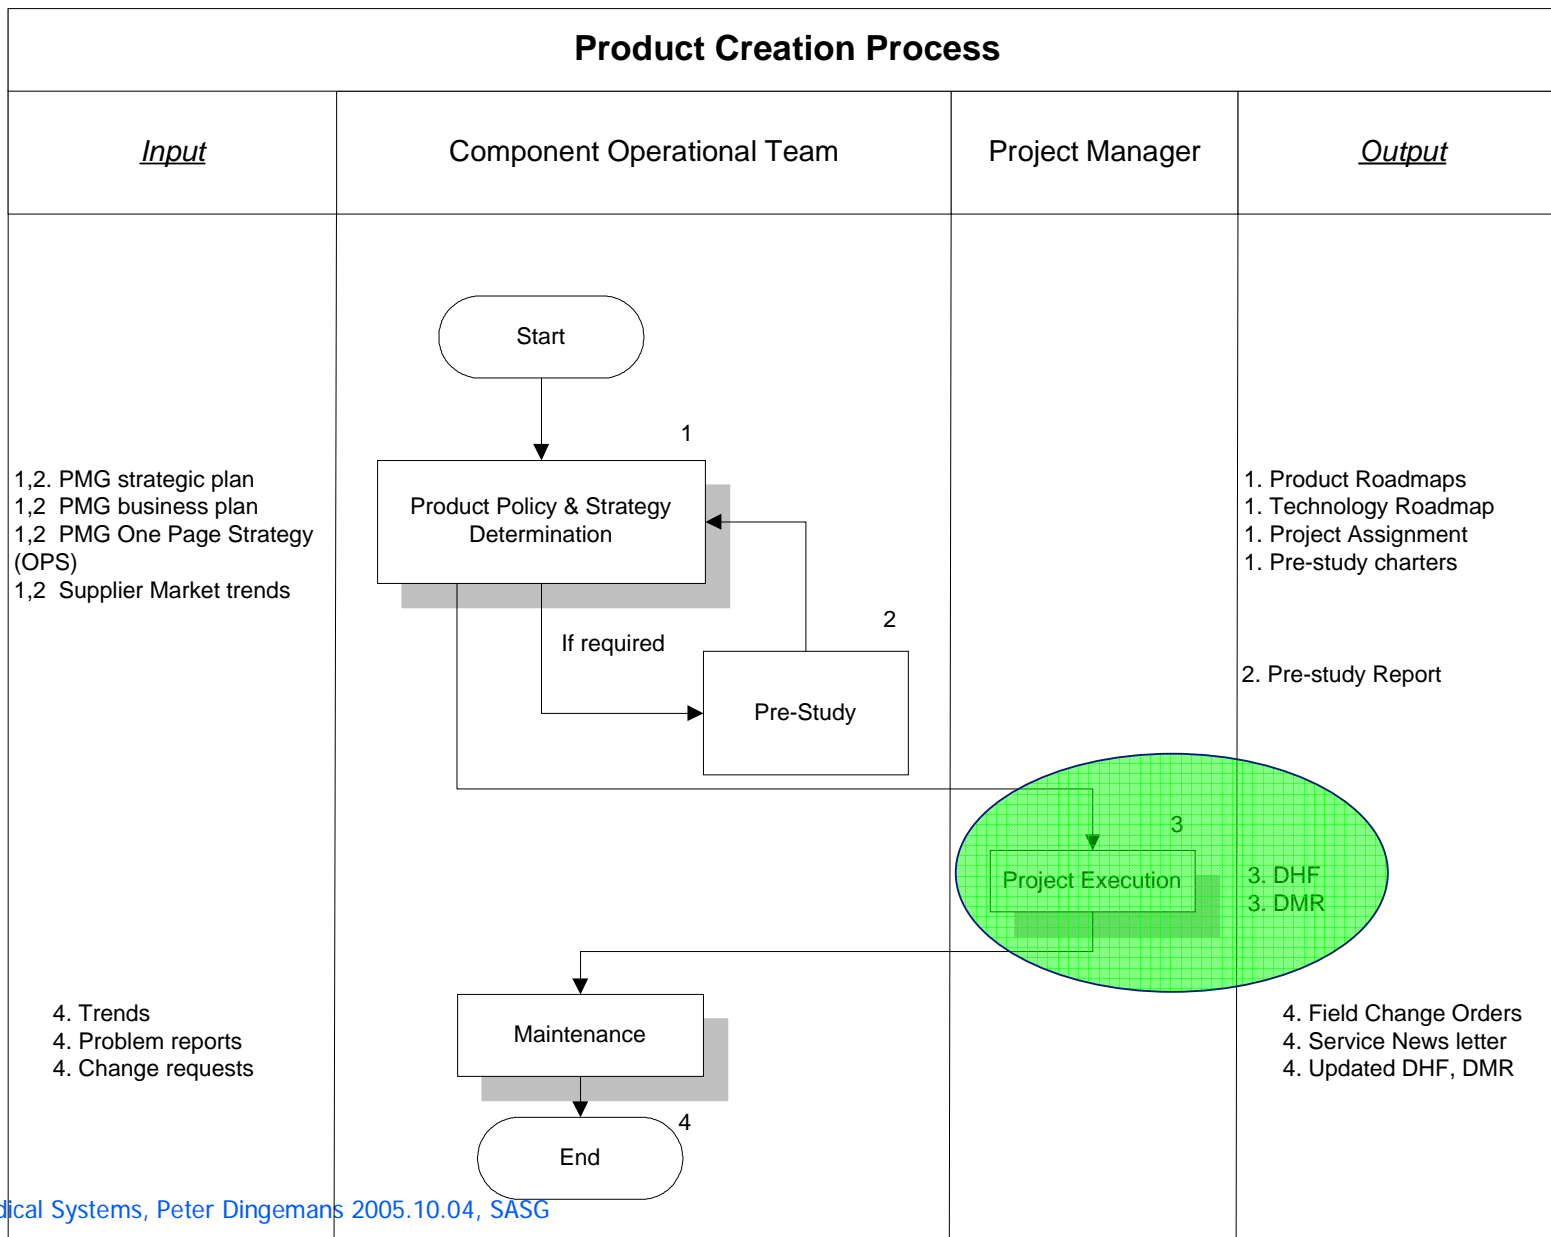 Product Creation Process
Input
Component Operational Team
Project Manager
Output
Start
1
1,2. PMG strategic plan
1,2 PMG business plan
1,2 PMG One Page Strategy
(OPS)
1,2 Supplier Market trends
Product Policy & Strategy
Determination
1. Product Roadmaps
1. Technology Roadmap
1. Project Assignment
1. Pre-study charters
If required
2
Pre-Study
2. Pre-study Report
3
Project Execution
3. DHF
3. DMR
4. Trends
4. Problem reports
4. Change requests
Maintenance
4. Field Change Orders
4. Service News letter
4. Updated DHF, DMR
4
End
dical Systems, Peter Dingemans 2005.10.04, SASG